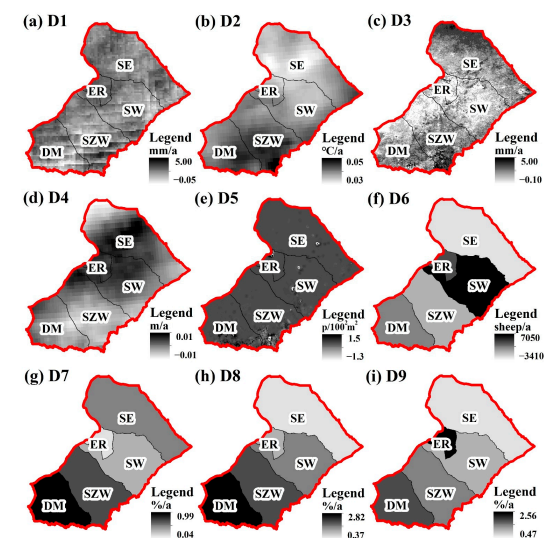 (a) D1
SE
ER
SW
SZW
DM
Legend
mm/a
5.00
−0.05
(b) D2
SE
ER
SW
SZW
DM
Legend
°C/a
0.05
0.03
(c) D3
SE
ER
SW
SZW
DM
Legend
mm/a
5.00
−0.10
(d) D4
SE
ER
SW
SZW
DM
Legend
m/a
0.01
−0.01
(e) D5
SE
ER
SW
SZW
DM
Legend
p/100²m²
1.5
−1.3
(f) D6
SE
ER
SW
SZW
DM
Legend
sheep/a
7050
−3410
(g) D7
SE
ER
SW
SZW
DM
Legend
%/a
0.99
0.04
(h) D8
SE
ER
SW
SZW
DM
Legend
%/a
2.82
0.37
(i) D9
SE
ER
SW
SZW
DM
Legend
%/a
2.56
0.47